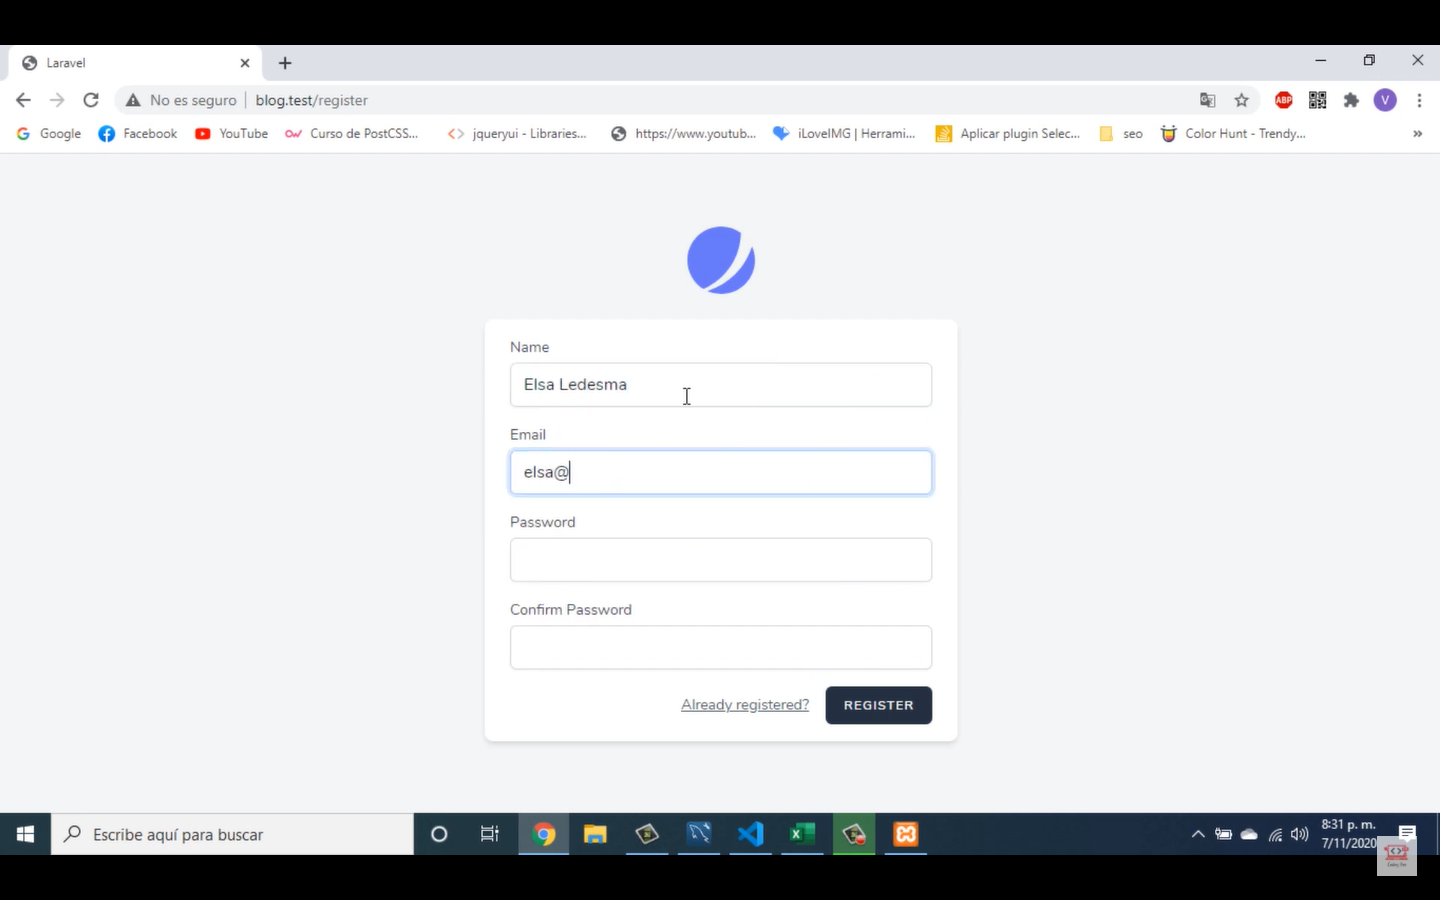 Laravel
No es seguro blog.test/register
ABP V
Google Facebook YouTube Curso de PostCSS... jqueryui - Libraries... https://www.youtub... iLoveIMG | Herrami... Aplicar plugin Selec... seo Color Hunt - Trendy... »
Name
Elsa Ledesma
Email
elsa@
Password
Confirm Password
Already registered? REGISTER
Escribe aquí para buscar
8:31 p. m.
7/11/2020